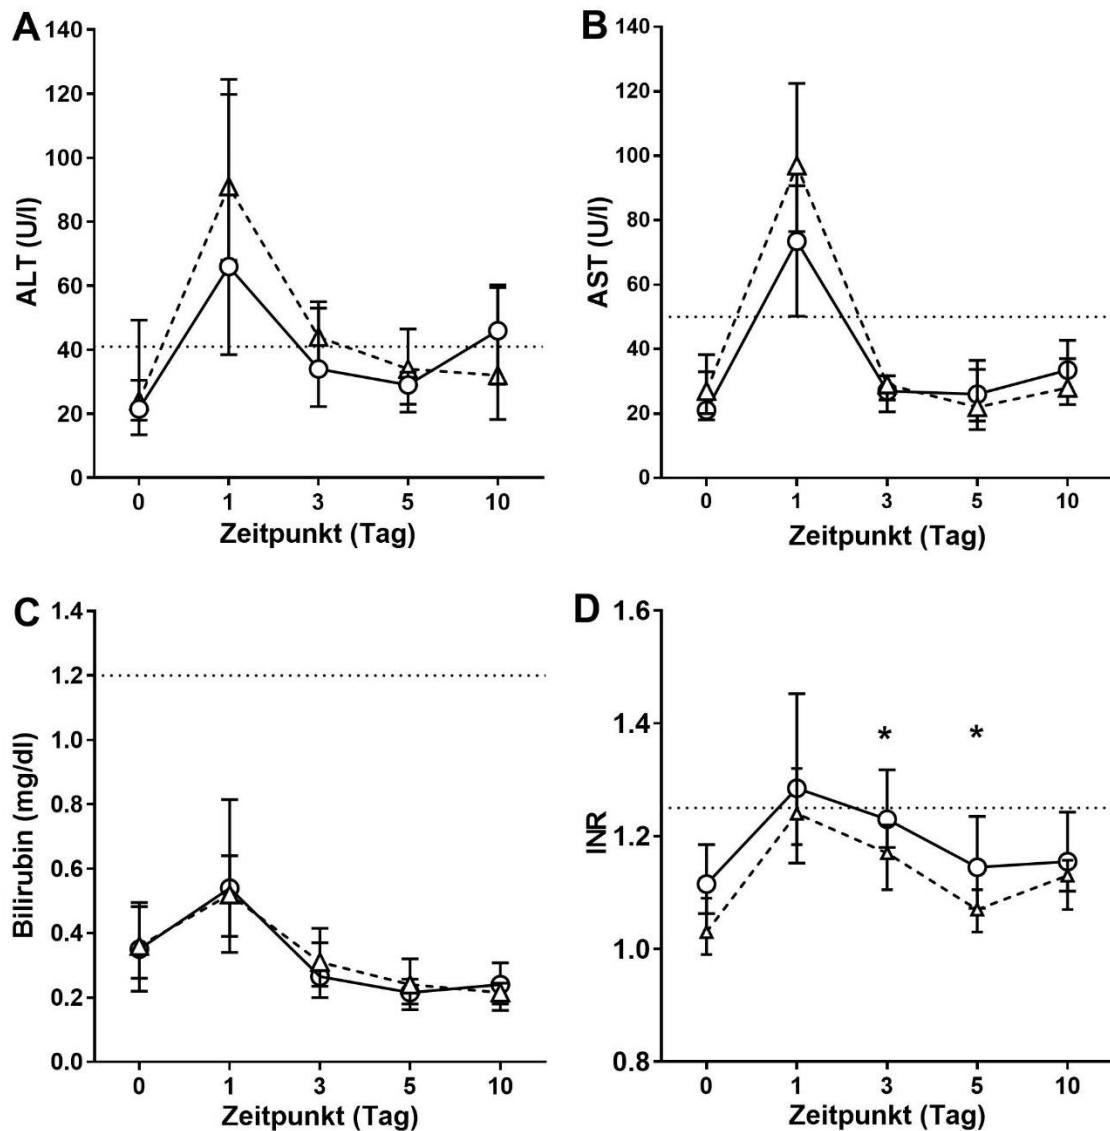 A
140
120
100
80
60
40
20
0
ALT (U/l)
0 1 3 5 10
Zeitpunkt (Tag)
B
140
120
100
80
60
40
20
0
AST (U/l)
0 1 3 5 10
Zeitpunkt (Tag)
C
1.4
1.2
1.0
0.8
0.6
0.4
0.2
0.0
Bilirubin (mg/dl)
0 1 3 5 10
Zeitpunkt (Tag)
D
1.6
1.4
1.2
1.0
0.8
INR
* *
0 1 3 5 10
Zeitpunkt (Tag)